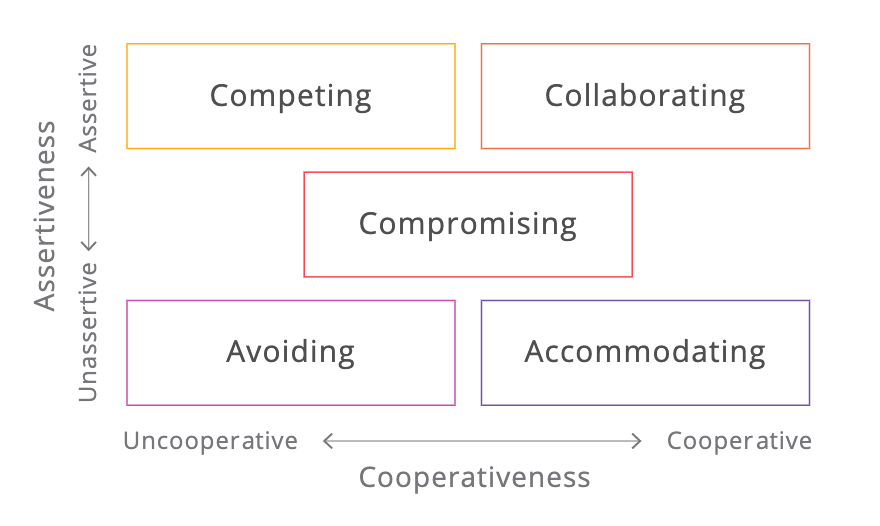 Assertiveness
Assertive
Unassertive
Competing
Collaborating
Compromising
Avoiding
Accommodating
Uncooperative
Cooperative
Cooperativeness